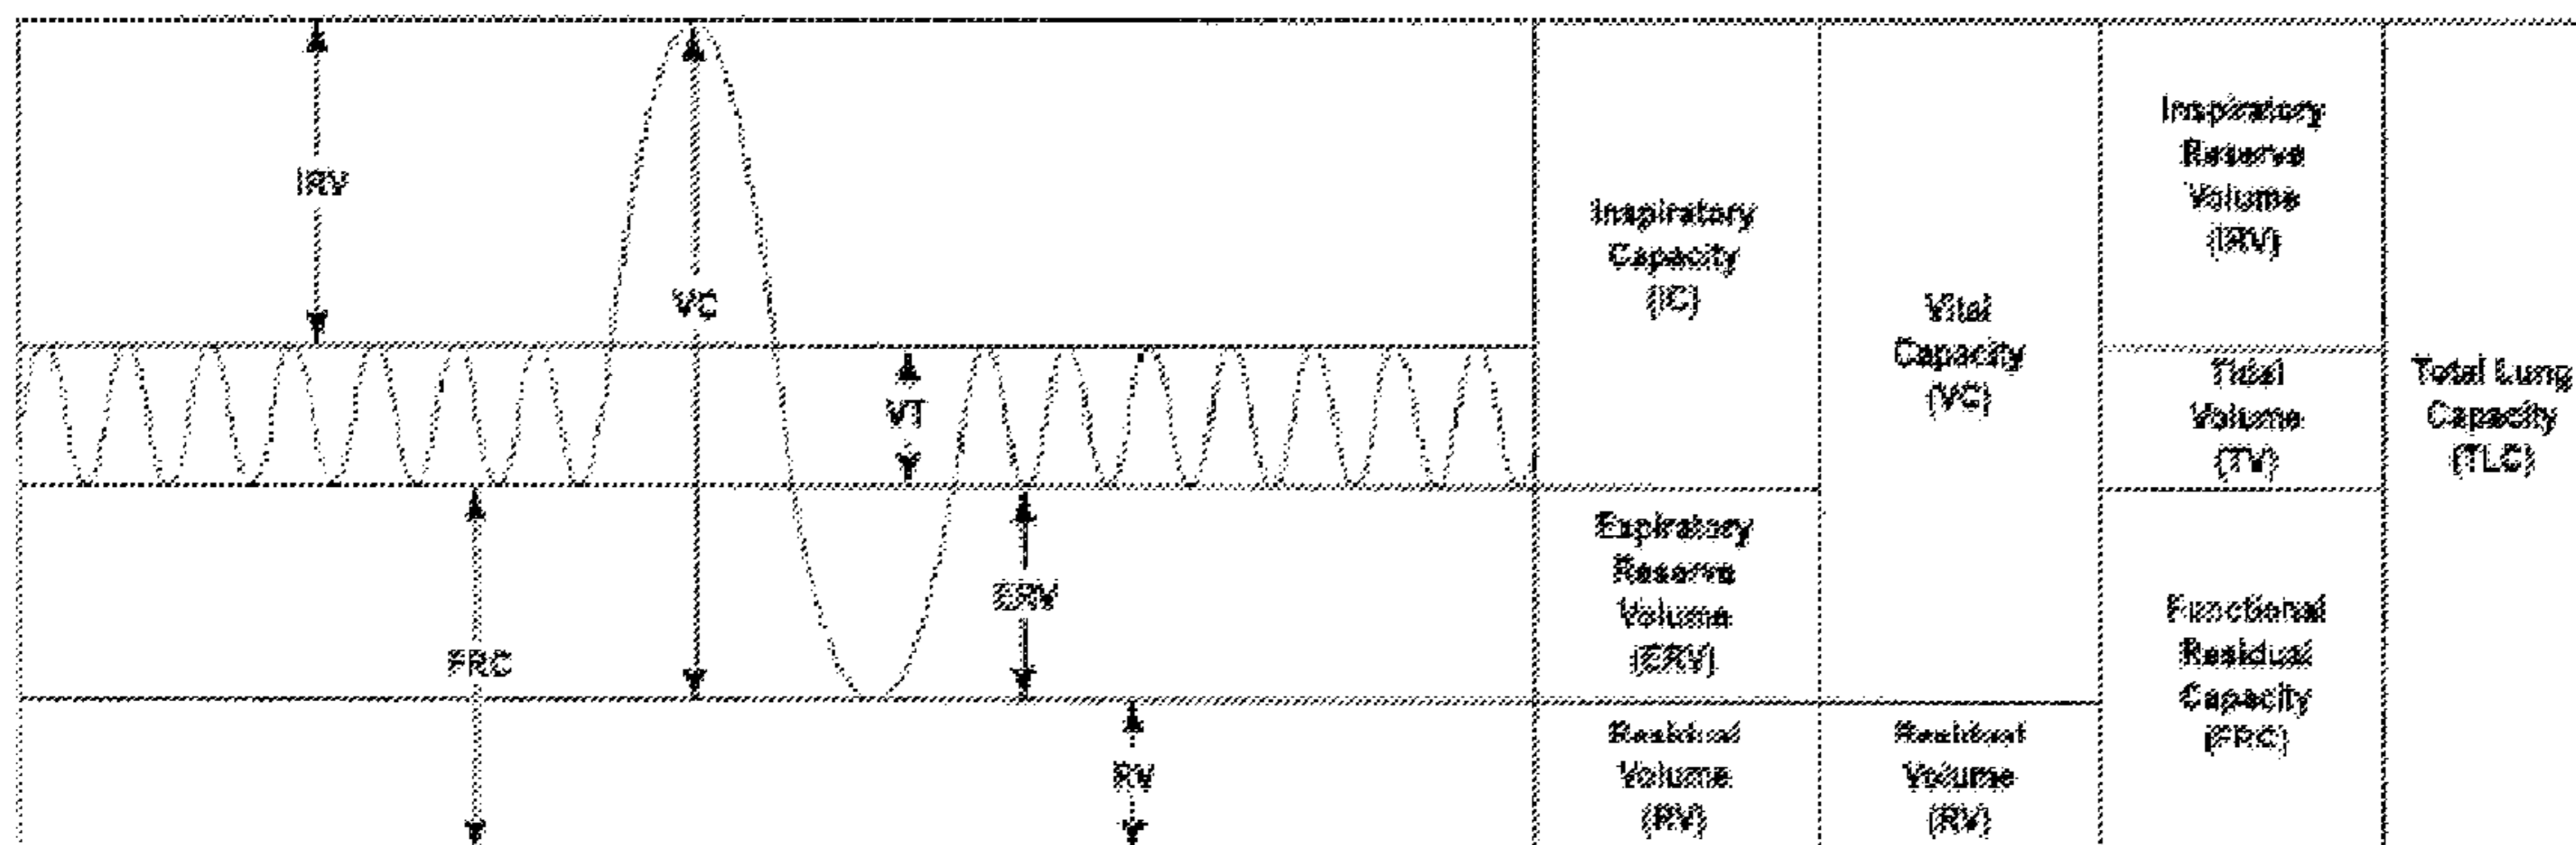 IRV
VC
VT
FRC
ERV
RV
Inspiratory
Capacity
(IC)
Expiratory
Reserve
Volume
(ERV)
Residual
Volume
(RV)
Vital
Capacity
(VC)
Residual
Volume
(RV)
Inspiratory
Reserve
Volume
(IRV)
Tidal
Volume
(TV)
Functional
Residual
Capacity
(FRC)
Total Lung
Capacity
(TLC)